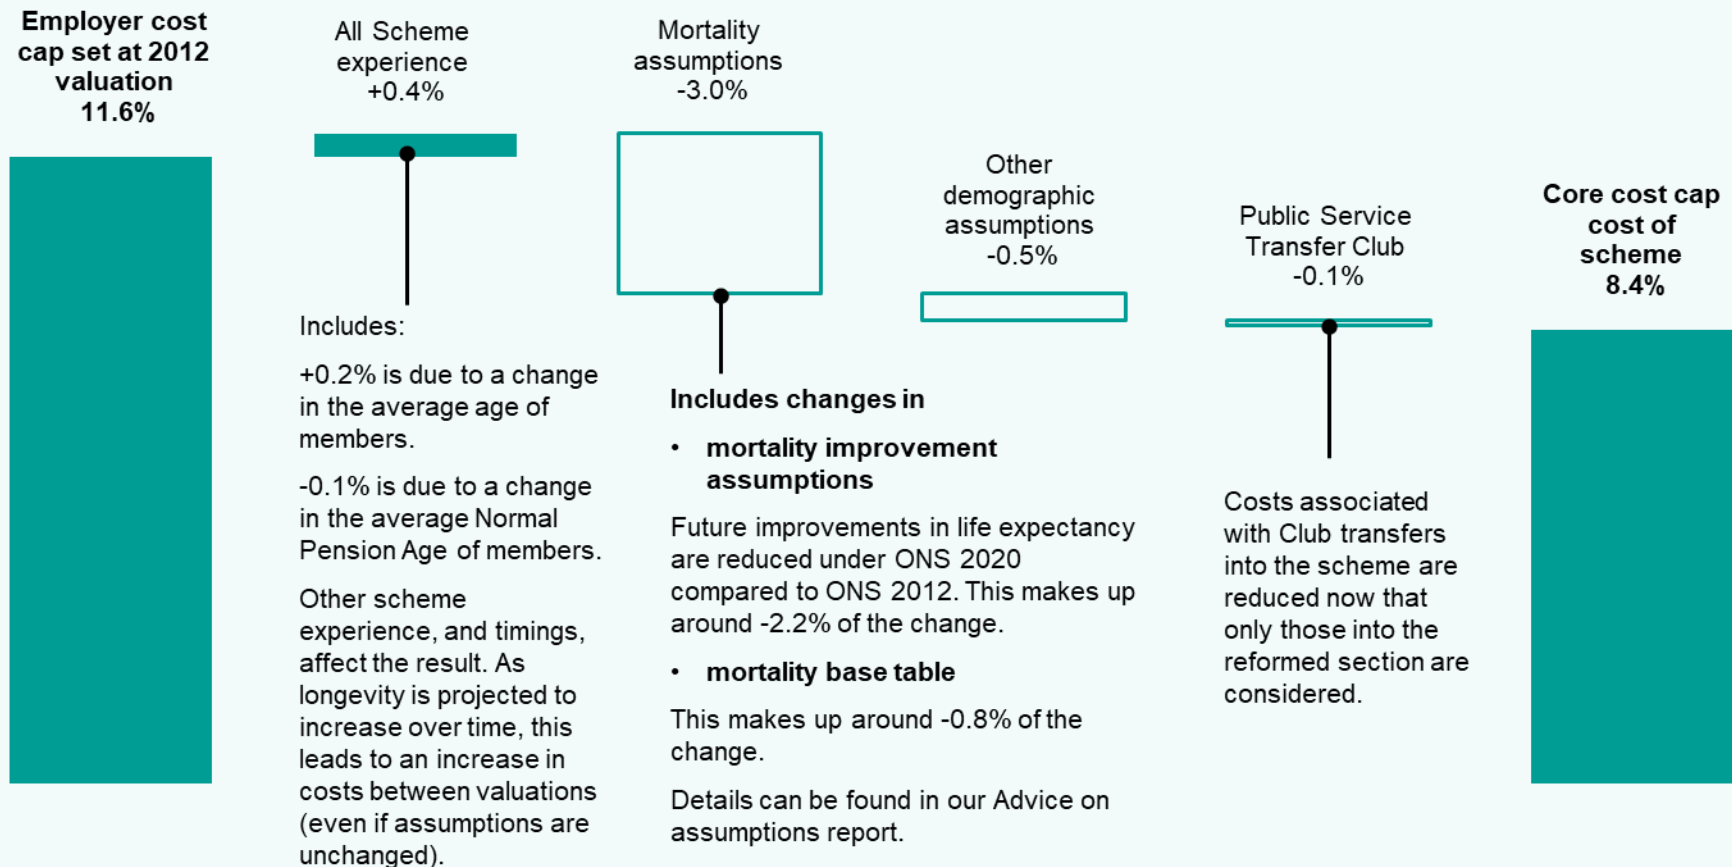 Employer cost
cap set at 2012
valuation
11.6%
All Scheme
experience
+0.4%
Mortality
assumptions
-3.0%
Other
demographic
assumptions
-0.5%
Public Service
Transfer Club
-0.1%
Core cost cap
cost of
scheme
8.4%
Includes:
+0.2% is due to a change
in the average age of
members.
-0.1% is due to a change
in the average Normal
Pension Age of members.
Other scheme
experience, and timings,
affect the result. As
longevity is projected to
increase over time, this
leads to an increase in
costs between valuations
(even if assumptions are
unchanged).
Includes changes in
• mortality improvement
assumptions
Future improvements in life expectancy
are reduced under ONS 2020
compared to ONS 2012. This makes up
around -2.2% of the change.
• mortality base table
This makes up around -0.8% of the
change.
Details can be found in our Advice on
assumptions report.
Costs associated
with Club transfers
into the scheme are
reduced now that
only those into the
reformed section are
considered.